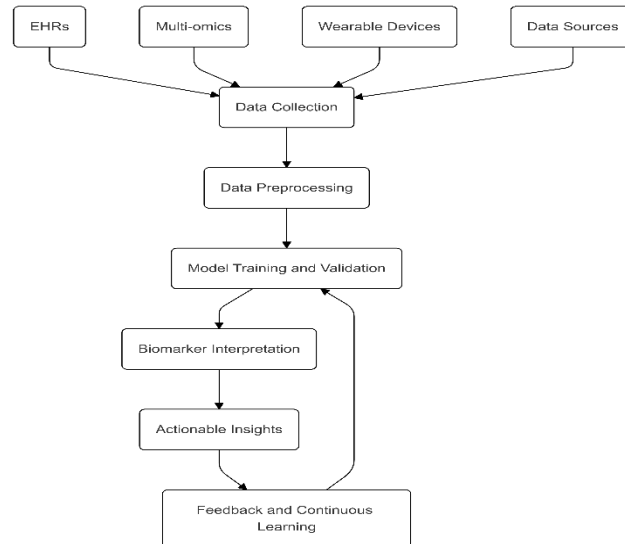 EHRs
Multi-omics
Wearable Devices
Data Sources
Data Collection
Data Preprocessing
Model Training and Validation
Biomarker Interpretation
Actionable Insights
Feedback and Continuous
Learning